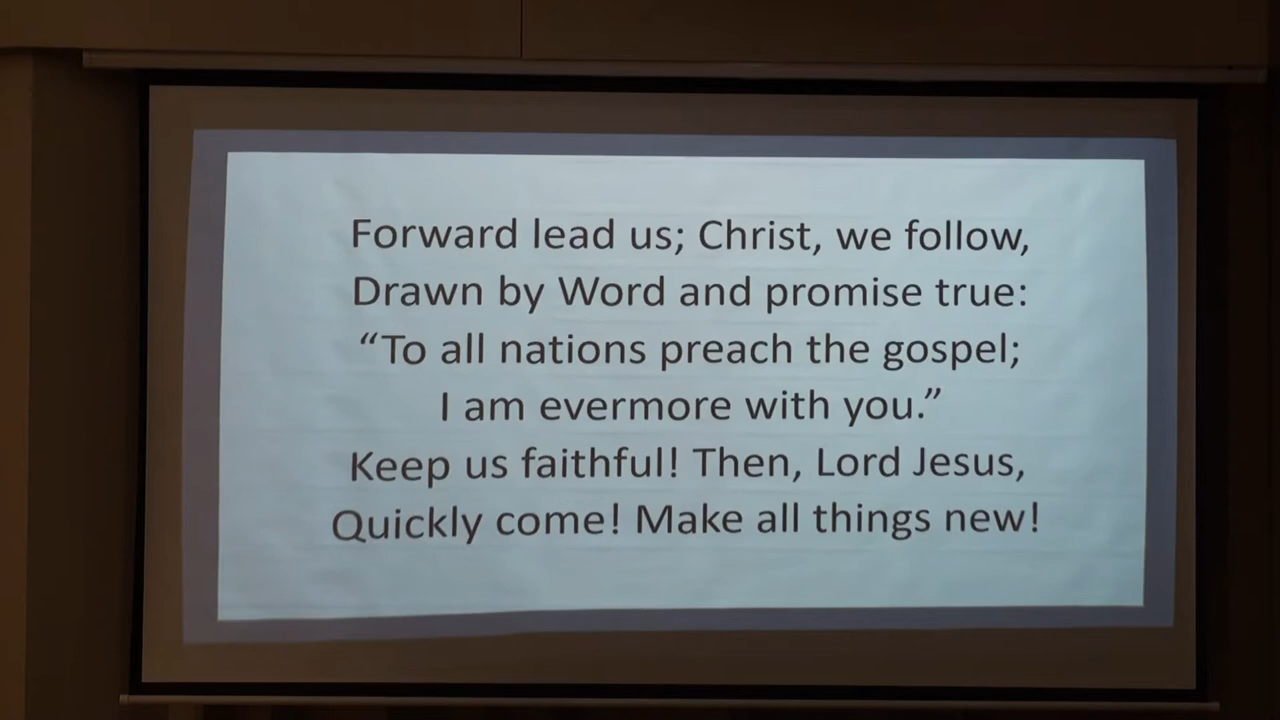 Forward lead us; Christ, we follow,
Drawn by Word and promise true:
“To all nations preach the gospel;
I am evermore with you.”
Keep us faithful! Then, Lord Jesus,
Quickly come! Make all things new!